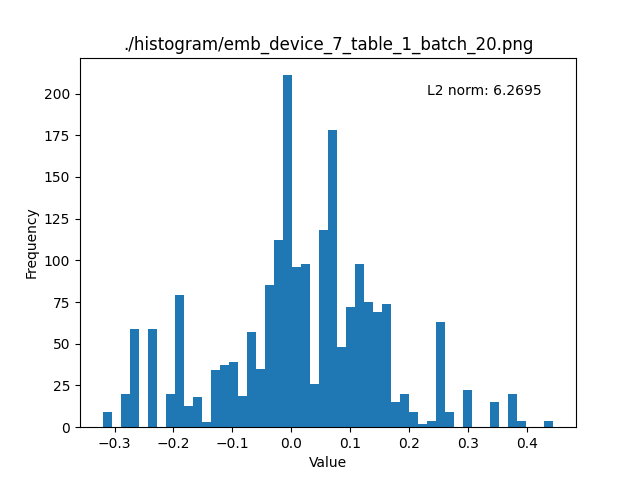 ./histogram/emb_device_7_table_1_batch_20.png
L2 norm: 6.2695
200
175
150
125
100
75
50
25
0
Frequency
−0.3 −0.2 −0.1 0.0 0.1 0.2 0.3 0.4
Value